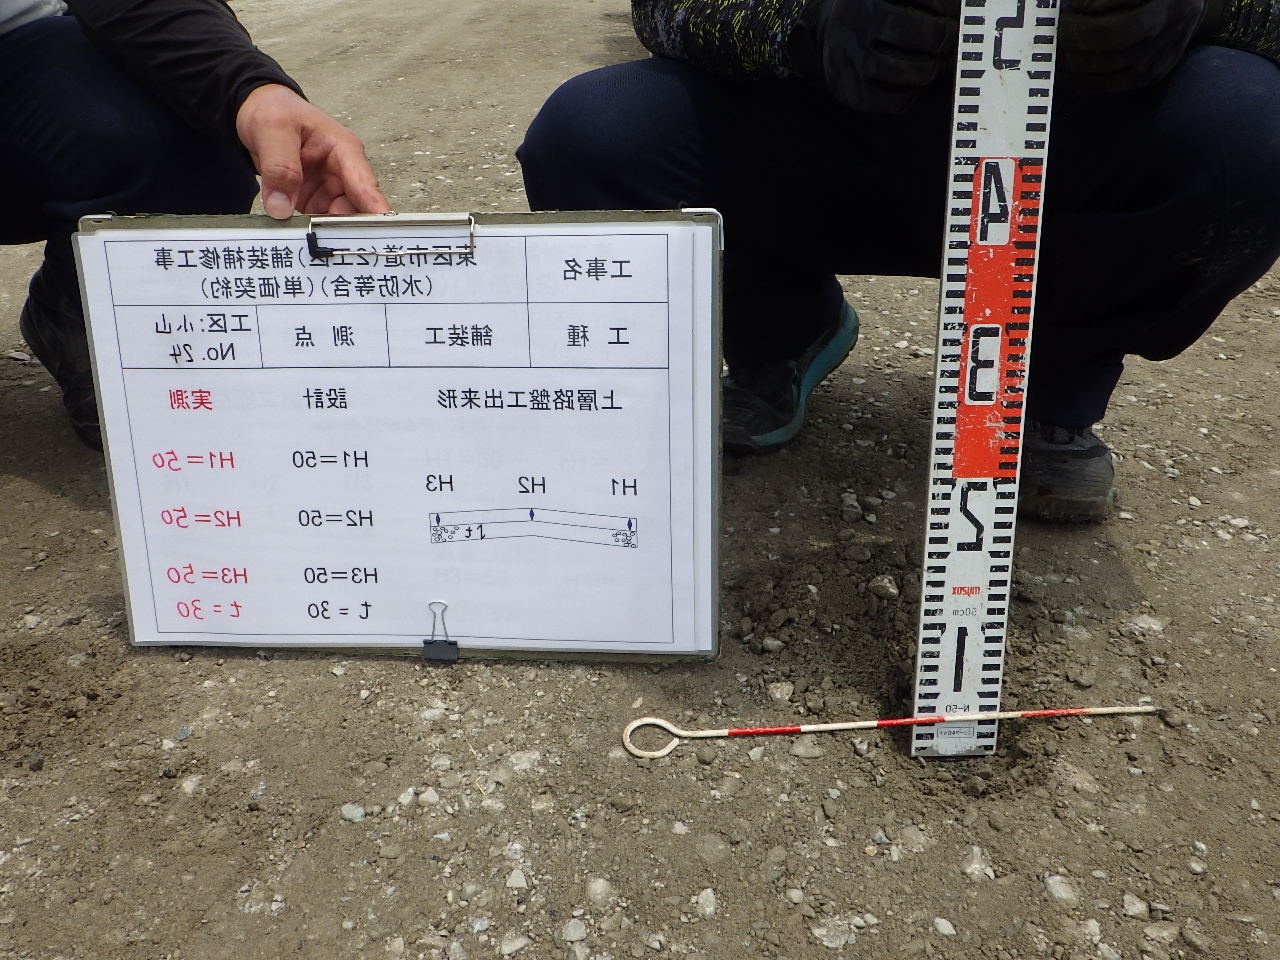 工事名 東区市道(2工区)舗装補修工事
(水防等含)(単価契約)
工 種 舗装工 測 点 工区:小山
No. 24
上層路盤工出来形 設計 実測
H1 H2 H3
H1=50 H1=50
H2=50 H2=50
t
H3=50 H3=50
t = 30 t = 30
5
4
3
2
1
50cm
N-50